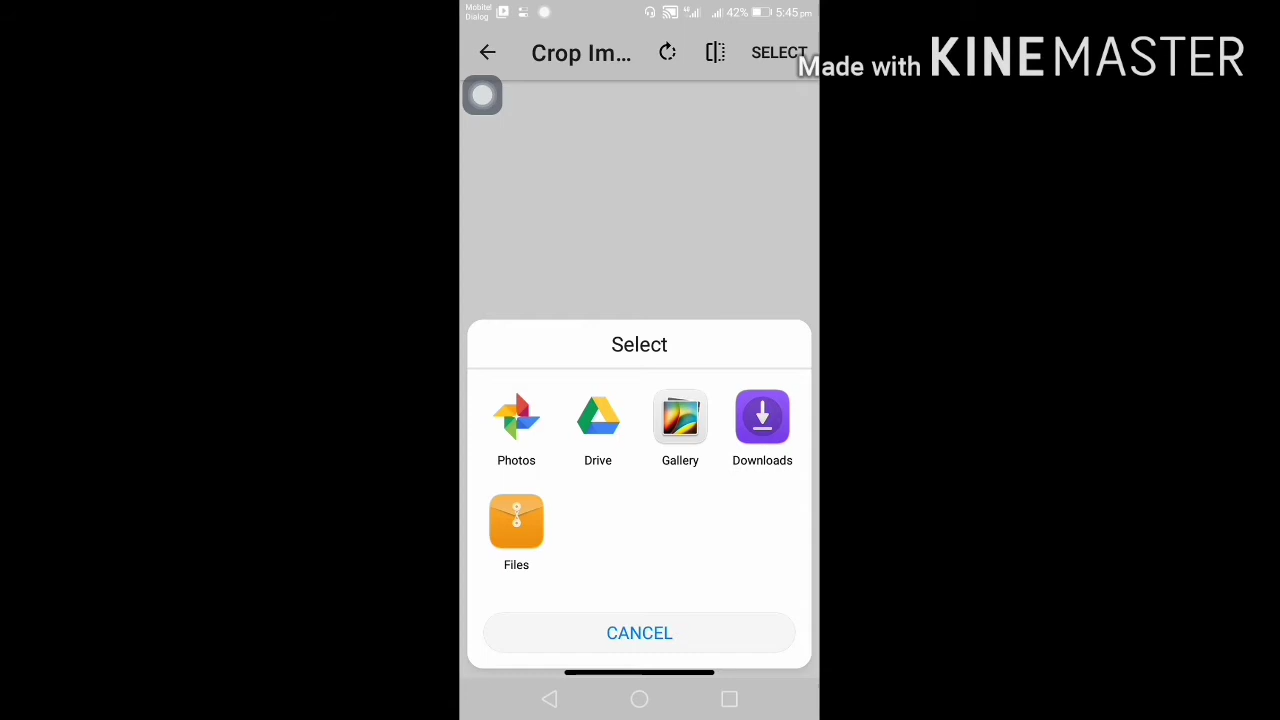 Mobitel
Dialog
4G
42%
5:45 pm
Crop Im...
SELECT
Made with KINEMASTER
Select
Photos
Drive
Gallery
Downloads
Files
CANCEL